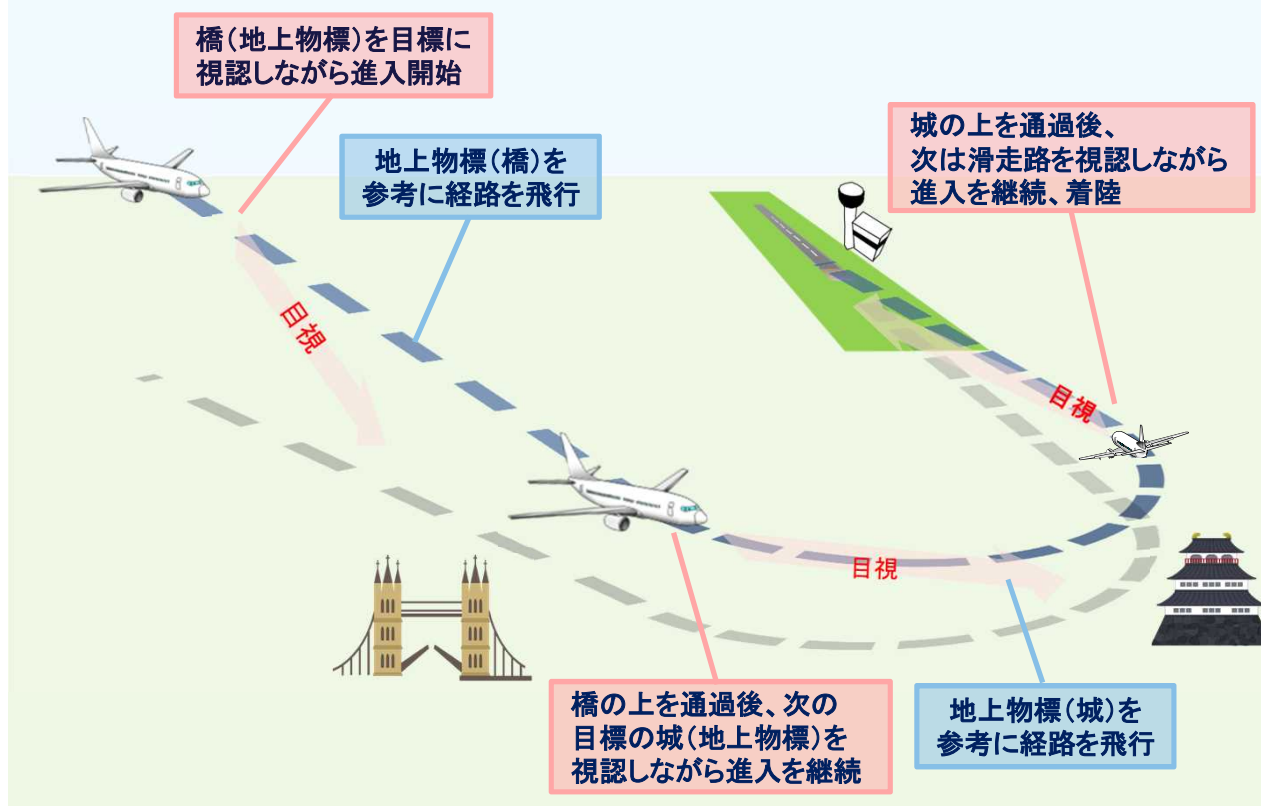 橋（地上物標）を目標に
視認しながら進入開始
地上物標（橋）を
参考に経路を飛行
城の上を通過後、
次は滑走路を視認しながら
進入を継続、着陸
目視
目視
目視
橋の上を通過後、次の
目標の城（地上物標）を
視認しながら進入を継続
地上物標（城）を
参考に経路を飛行